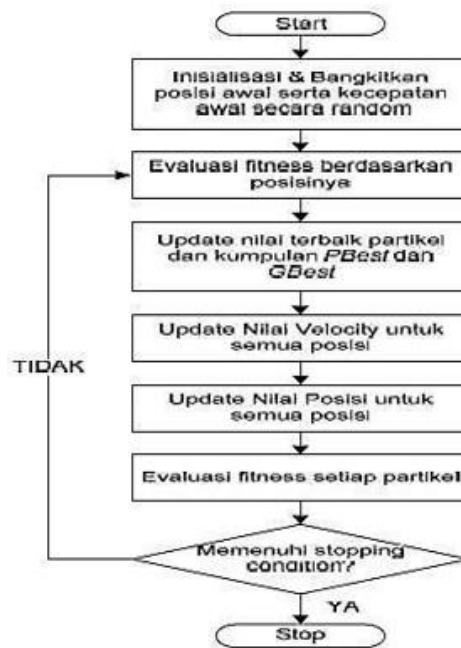 Start
Inisialisasi & Bangkitkan
posisi awal serta kecepatan
awal secara random
Evaluasi fitness berdasarkan
posisinya
Update nilai terbaik partikel
dan kumpulan PBest dan
GBest
Update Nilai Velocity untuk
semua posisi
TIDAK
Update Nilai Posisi untuk
semua posisi
Evaluasi fitness setiap partikel
Memenuhi stopping
condition?
YA
Stop